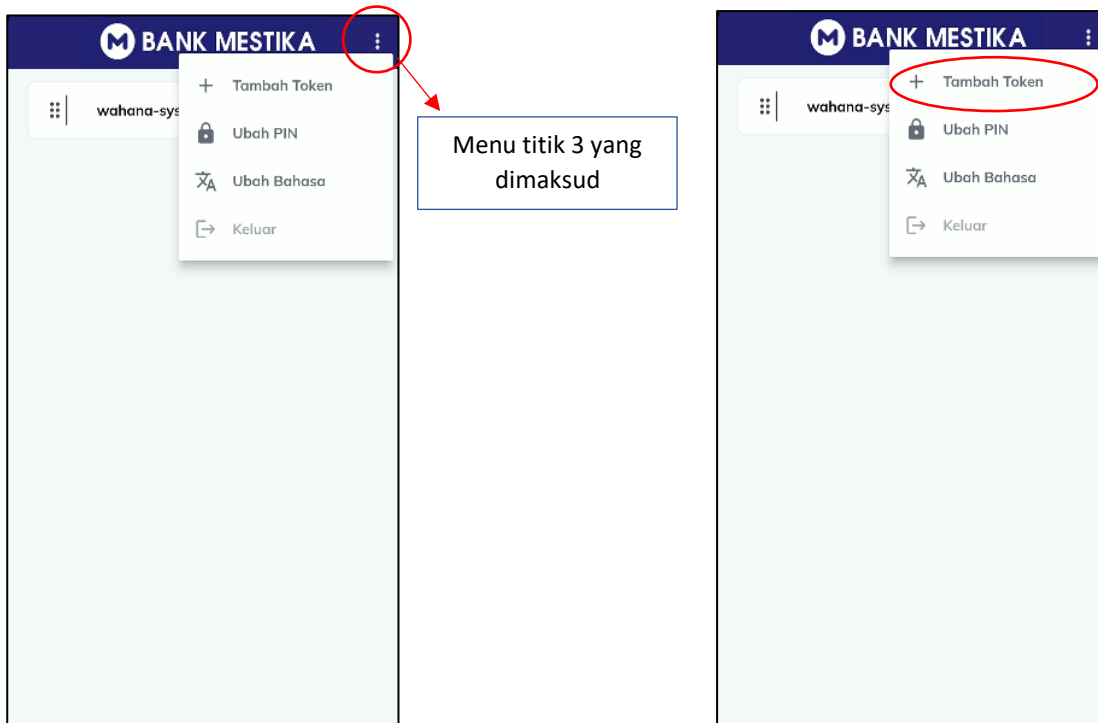 BANK MESTIKA
wahana-sys
Tambah Token
Ubah PIN
Ubah Bahasa
Keluar
Menu titik 3 yang
dimaksud
BANK MESTIKA
wahana-sys
Tambah Token
Ubah PIN
Ubah Bahasa
Keluar